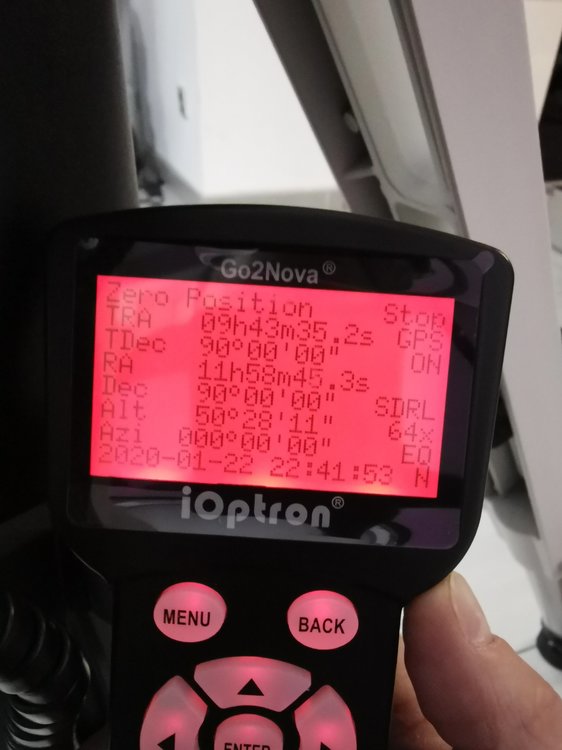 Go2Nova®
Zero Position Stop
TRA 09h43m35.2s GPS
TDec 90°00'00" ON
RA 11h58m45.3s
Dec 90°00'00" SDRL
Alt 50°28'11" 64x
Azi 000°00'00" EQ
2020-01-22 22:41:53 N
iOptron®
MENU
BACK
ENTER